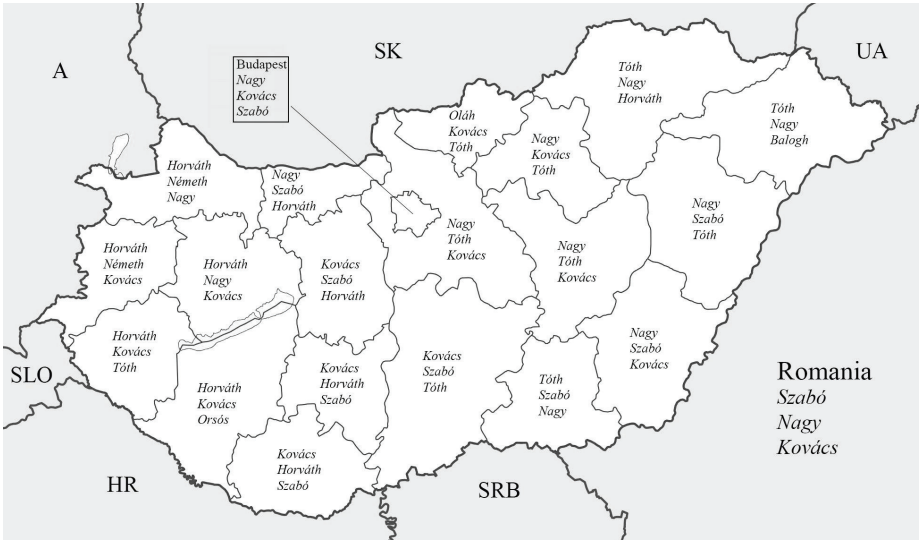 A
SK
UA
Budapest
Nagy
Kovács
Szabó
Tóth
Nagy
Horváth
Tóth
Nagy
Balogh
Oláh
Kovács
Tóth
Nagy
Kovács
Tóth
Horváth
Németh
Nagy
Nagy
Szabó
Horváth
Nagy
Szabó
Tóth
Nagy
Tóth
Kovács
Nagy
Tóth
Kovács
Horváth
Németh
Kovács
Horváth
Nagy
Kovács
Kovács
Szabó
Horváth
Horváth
Kovács
Tóth
Nagy
Szabó
Kovács
Kovács
Szabó
Tóth
Kovács
Horváth
Szabó
Tóth
Szabó
Nagy
Horváth
Kovács
Orsós
Kovács
Horváth
Szabó
SLO
HR
SRB
Romania
Szabó
Nagy
Kovács